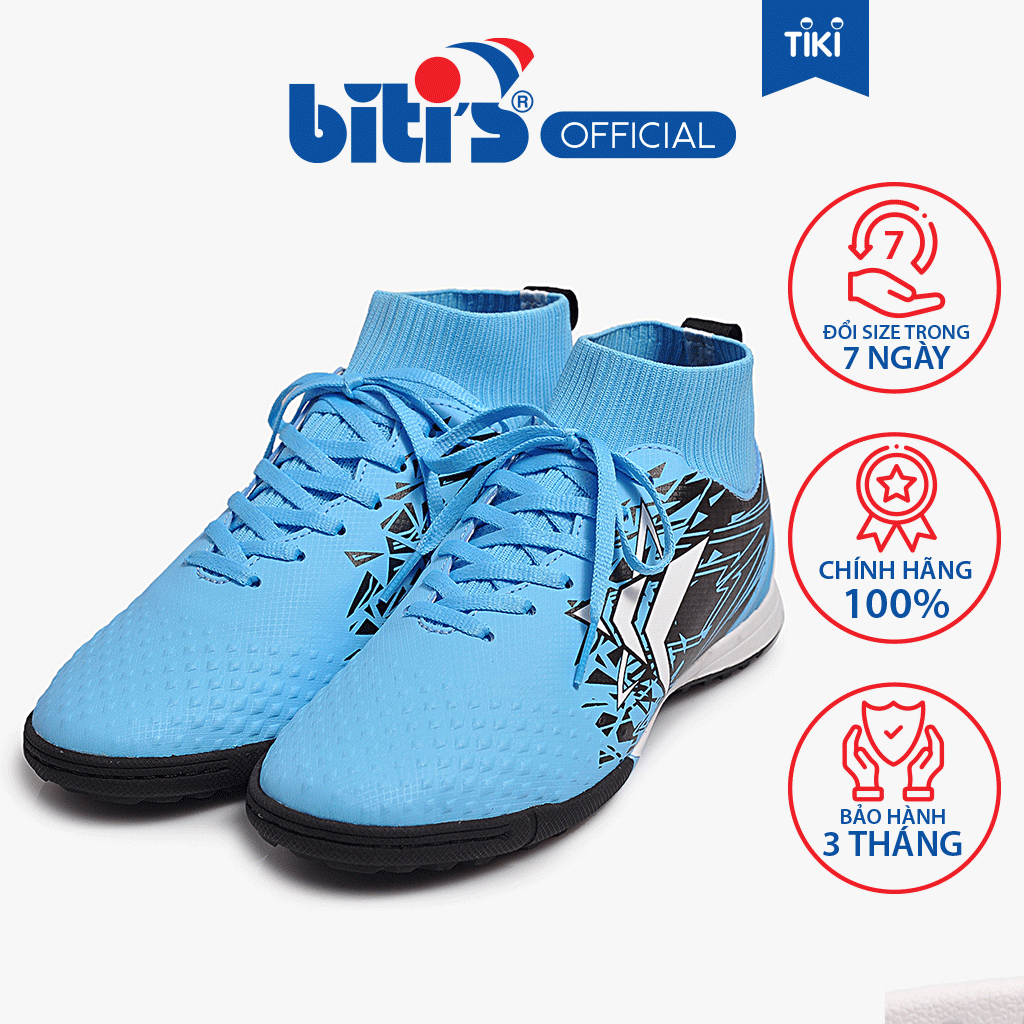 TIKI
biti's®
OFFICIAL
7
ĐỔI SIZE TRONG
7 NGÀY
CHÍNH HÃNG
100%
BẢO HÀNH
3 THÁNG